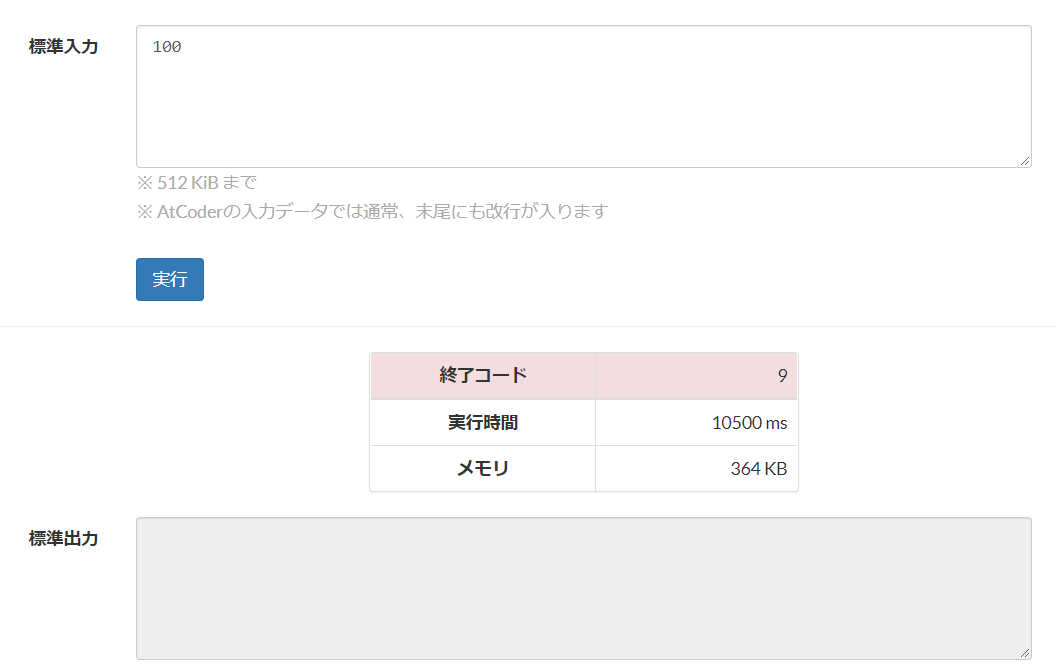 標準入力
100
※ 512 KiB まで
※ AtCoderの入力データでは通常、末尾にも改行が入ります
実行
終了コード 9
実行時間 10500 ms
メモリ 364 KB
標準出力